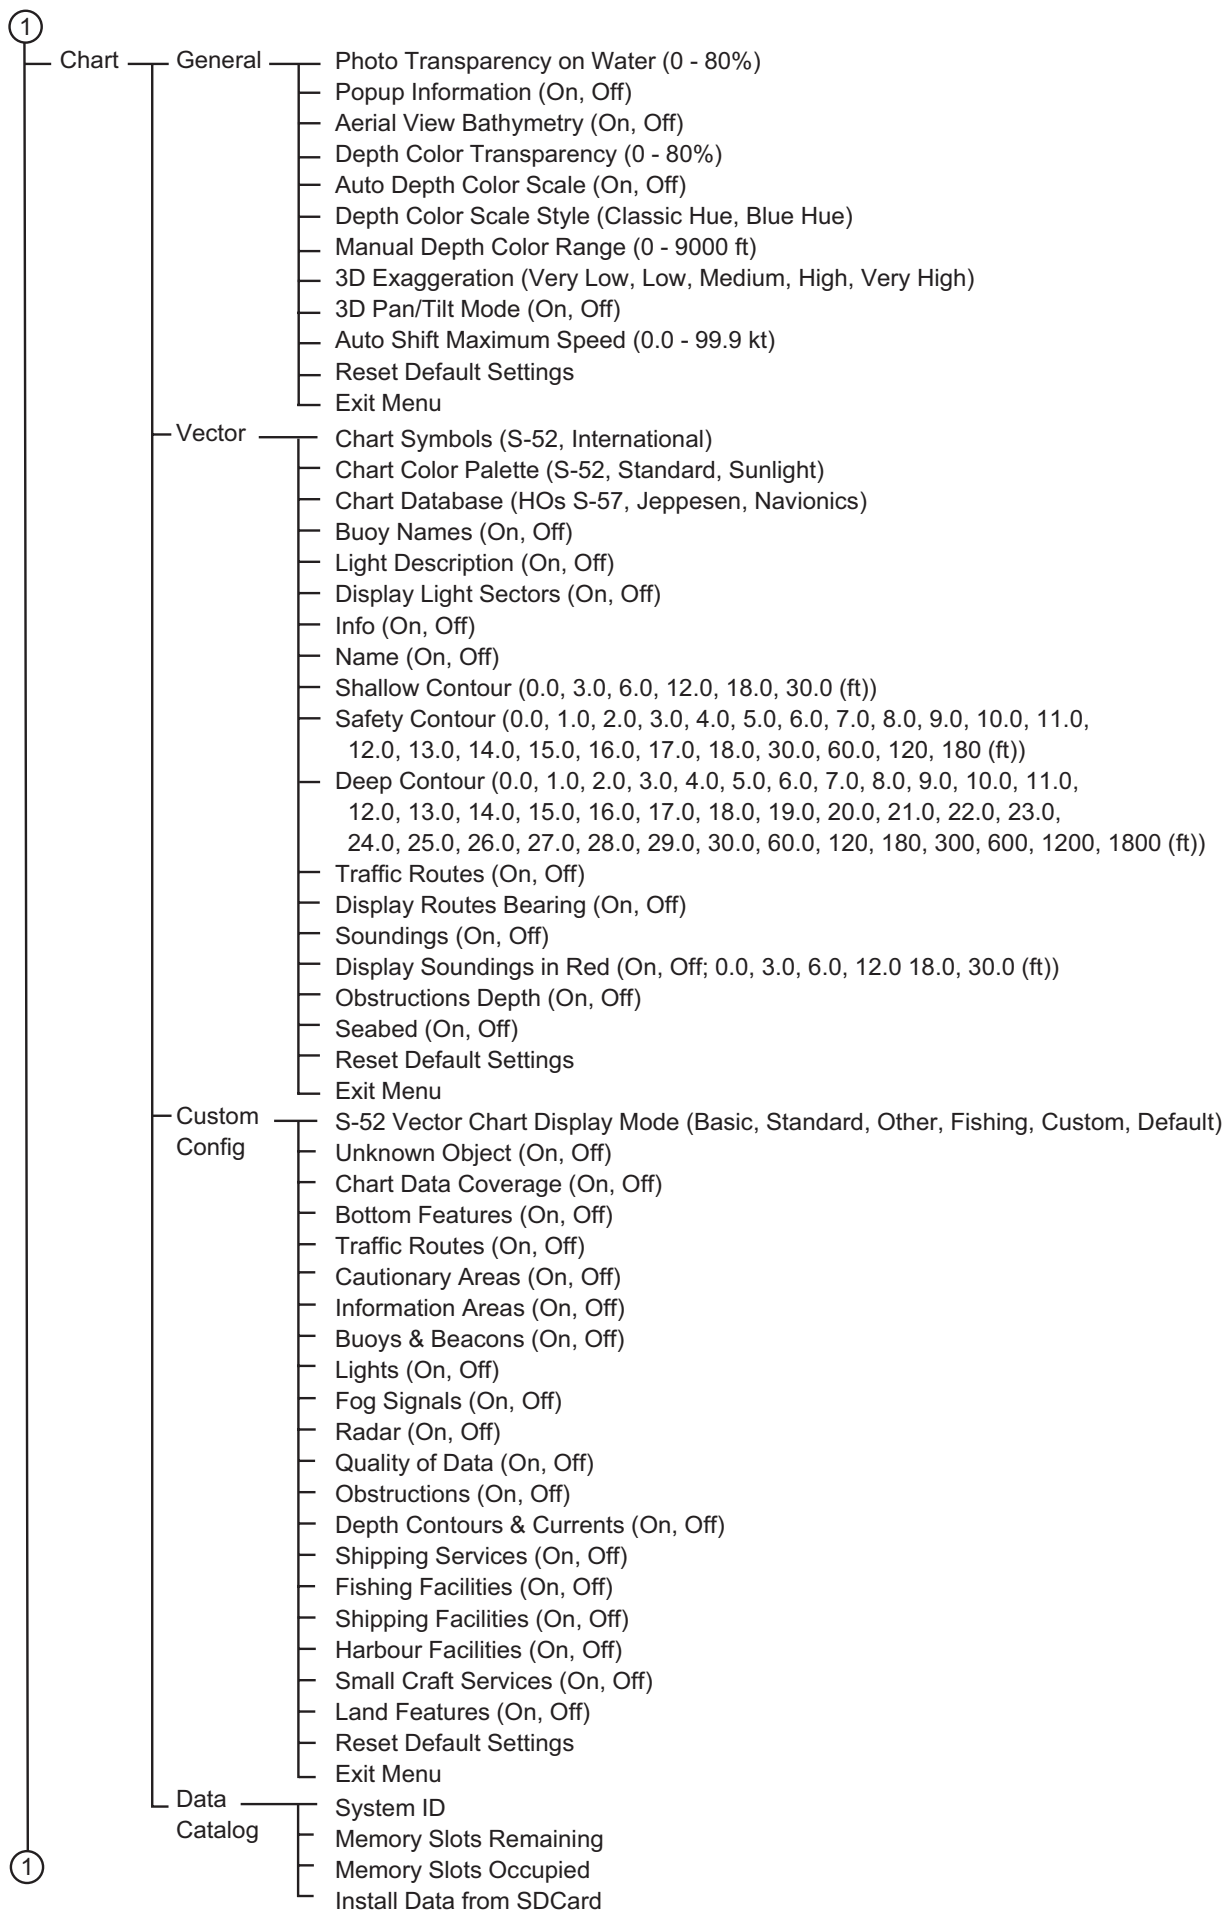 1
Chart
General
Photo Transparency on Water (0 - 80%)
Popup Information (On, Off)
Aerial View Bathymetry (On, Off)
Depth Color Transparency (0 - 80%)
Auto Depth Color Scale (On, Off)
Depth Color Scale Style (Classic Hue, Blue Hue)
Manual Depth Color Range (0 - 9000 ft)
3D Exaggeration (Very Low, Low, Medium, High, Very High)
3D Pan/Tilt Mode (On, Off)
Auto Shift Maximum Speed (0.0 - 99.9 kt)
Reset Default Settings
Exit Menu
Vector
Chart Symbols (S-52, International)
Chart Color Palette (S-52, Standard, Sunlight)
Chart Database (HOs S-57, Jeppesen, Navionics)
Buoy Names (On, Off)
Light Description (On, Off)
Display Light Sectors (On, Off)
Info (On, Off)
Name (On, Off)
Shallow Contour (0.0, 3.0, 6.0, 12.0, 18.0, 30.0 (ft))
Safety Contour (0.0, 1.0, 2.0, 3.0, 4.0, 5.0, 6.0, 7.0, 8.0, 9.0, 10.0, 11.0,
12.0, 13.0, 14.0, 15.0, 16.0, 17.0, 18.0, 30.0, 60.0, 120, 180 (ft))
Deep Contour (0.0, 1.0, 2.0, 3.0, 4.0, 5.0, 6.0, 7.0, 8.0, 9.0, 10.0, 11.0,
12.0, 13.0, 14.0, 15.0, 16.0, 17.0, 18.0, 19.0, 20.0, 21.0, 22.0, 23.0,
24.0, 25.0, 26.0, 27.0, 28.0, 29.0, 30.0, 60.0, 120, 180, 300, 600, 1200, 1800 (ft))
Traffic Routes (On, Off)
Display Routes Bearing (On, Off)
Soundings (On, Off)
Display Soundings in Red (On, Off; 0.0, 3.0, 6.0, 12.0 18.0, 30.0 (ft))
Obstructions Depth (On, Off)
Seabed (On, Off)
Reset Default Settings
Exit Menu
Custom
Config
S-52 Vector Chart Display Mode (Basic, Standard, Other, Fishing, Custom, Default)
Unknown Object (On, Off)
Chart Data Coverage (On, Off)
Bottom Features (On, Off)
Traffic Routes (On, Off)
Cautionary Areas (On, Off)
Information Areas (On, Off)
Buoys & Beacons (On, Off)
Lights (On, Off)
Fog Signals (On, Off)
Radar (On, Off)
Quality of Data (On, Off)
Obstructions (On, Off)
Depth Contours & Currents (On, Off)
Shipping Services (On, Off)
Fishing Facilities (On, Off)
Shipping Facilities (On, Off)
Harbour Facilities (On, Off)
Small Craft Services (On, Off)
Land Features (On, Off)
Reset Default Settings
Exit Menu
Data
Catalog
System ID
Memory Slots Remaining
Memory Slots Occupied
Install Data from SDCard
1